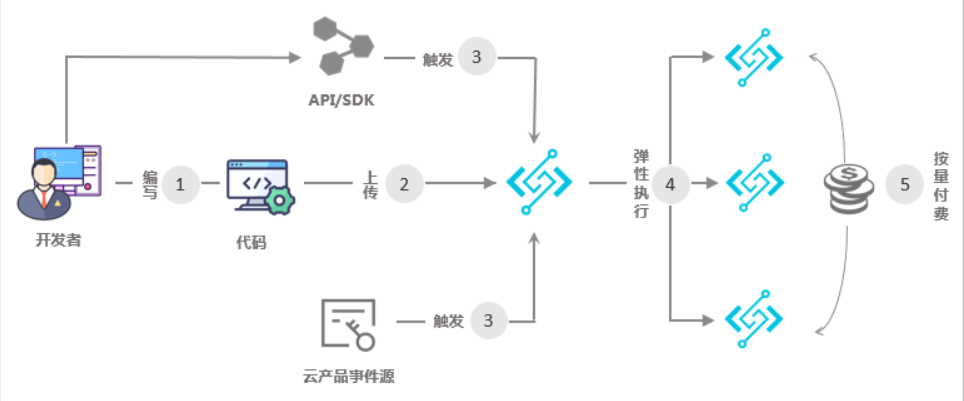 API/SDK
触发 3
开发者
编写 1
代码
上传 2
云产品事件源
触发 3
弹性执行 4
按量付费 5